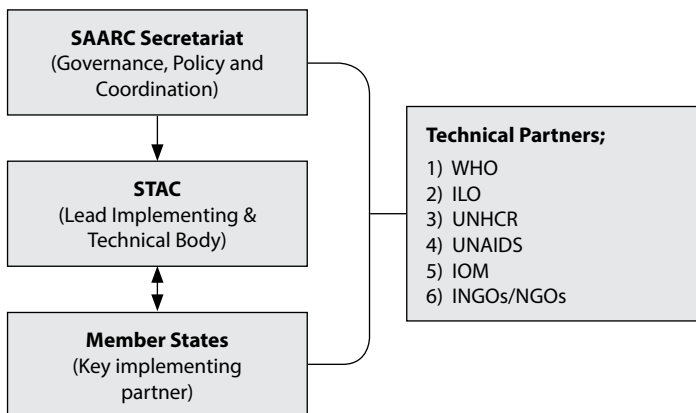 SAARC Secretariat
(Governance, Policy and
Coordination)
STAC
(Lead Implementing &
Technical Body)
Member States
(Key implementing
partner)
Technical Partners;
1) WHO
2) ILO
3) UNHCR
4) UNAIDS
5) IOM
6) INGOs/NGOs